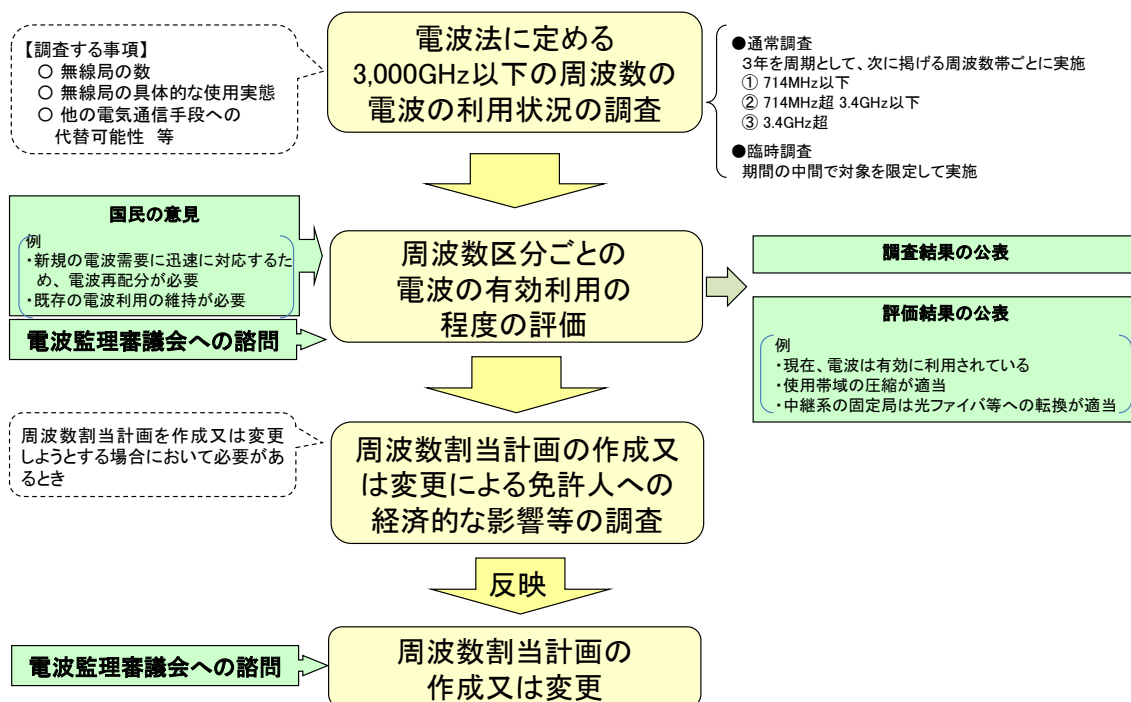 電波法に定める
3,000GHz以下の周波数の
電波の利用状況の調査
【調査する事項】
○ 無線局の数
○ 無線局の具体的な使用実態
○ 他の電気通信手段への
代替可能性 等
●通常調査
３年を周期として、次に掲げる周波数帯ごとに実施
① 714MHz以下
② 714MHz超 3.4GHz以下
③ 3.4GHz超
●臨時調査
期間の中間で対象を限定して実施
国民の意見
例
・新規の電波需要に迅速に対応するた
め、電波再配分が必要
・既存の電波利用の維持が必要
電波監理審議会への諮問
周波数区分ごとの
電波の有効利用の
程度の評価
調査結果の公表
評価結果の公表
例
・現在、電波は有効に利用されている
・使用帯域の圧縮が適当
・中継系の固定局は光ファイバ等への転換が適当
周波数割当計画を作成又は変更
しようとする場合において必要があ
るとき
周波数割当計画の作成又
は変更による免許人への
経済的な影響等の調査
反映
電波監理審議会への諮問
周波数割当計画の
作成又は変更